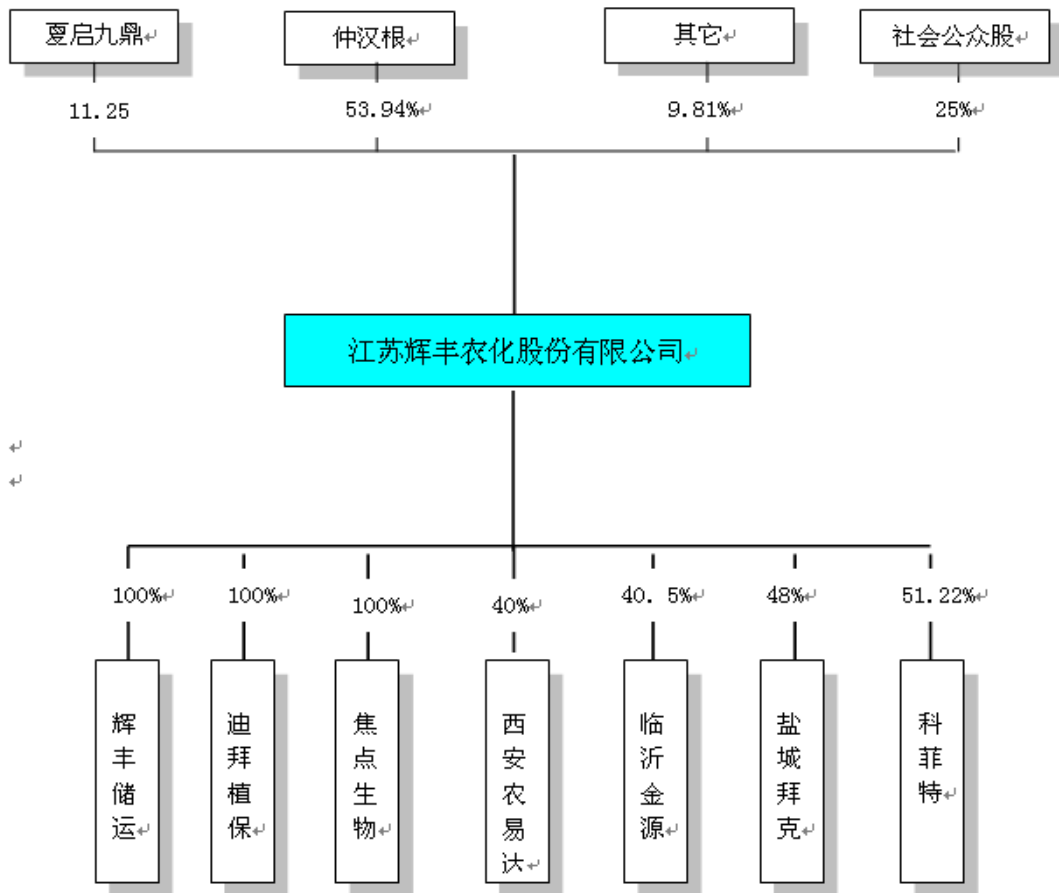 夏启九鼎
仲汉根
其它
社会公众股
11.25
53.94%
9.81%
25%
江苏辉丰农化股份有限公司
100%
100%
100%
40%
40.5%
48%
51.22%
辉丰储运
迪拜植保
焦点生物
西安农易达
临沂金源
盐城拜克
科菲特